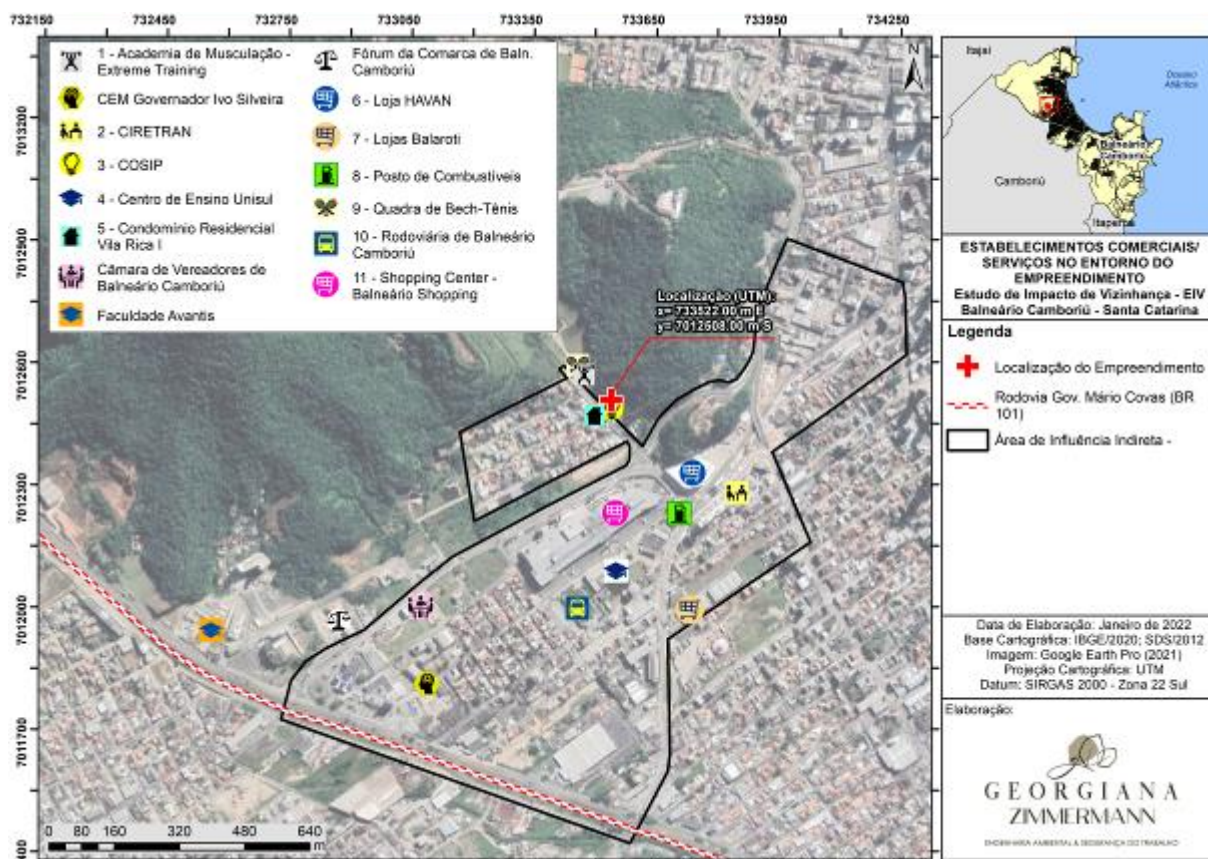 732150 732450 732750 733050 733350 733650 733950 734250
1 - Academia de Musculação -
Extreme Training
CEM Governador Ivo Silveira
2 - CIRETRAN
3 - COSIP
4 - Centro de Ensino Unisul
5 - Condomínio Residencial
Vila Rica I
Câmara de Vereadores de
Balneário Camboriú
Faculdade Avantis
Fórum da Comarca de Baln.
Camboriú
6 - Loja HAVAN
7 - Lojas Balaroti
8 - Posto de Combustíveis
9 - Quadra de Bech-Tênis
10 - Rodoviária de Balneário
Camboriú
11 - Shopping Center -
Balneário Shopping
N
7013200
7012900
7012600
7012300
7012000
7011700
400
Localização (UTM):
x= 733522.00 m E
y= 7012508.00 m S
0 80 160 320 480 640
m
Itajaí
Oceano
Atlântico
Balneário
Camboriú
Camboriú
Itapema
ESTABELECIMENTOS COMERCIAIS/
SERVIÇOS NO ENTORNO DO
EMPREENDIMENTO
Estudo de Impacto de Vizinhança - EIV
Balneário Camboriú - Santa Catarina
Legenda
Localização do Empreendimento
Rodovia Gov. Mário Covas (BR
101)
Área de Influência Indireta -
Data de Elaboração: Janeiro de 2022
Base Cartográfica: IBGE/2020; SDS/2012
Imagem: Google Earth Pro (2021)
Projeção Cartográfica: UTM
Datum: SIRGAS 2000 - Zona 22 Sul
Elaboração:
GEORGIANA
ZIMMERMANN
ENGENHARIA AMBIENTAL & SEGURANÇA DO TRABALHO